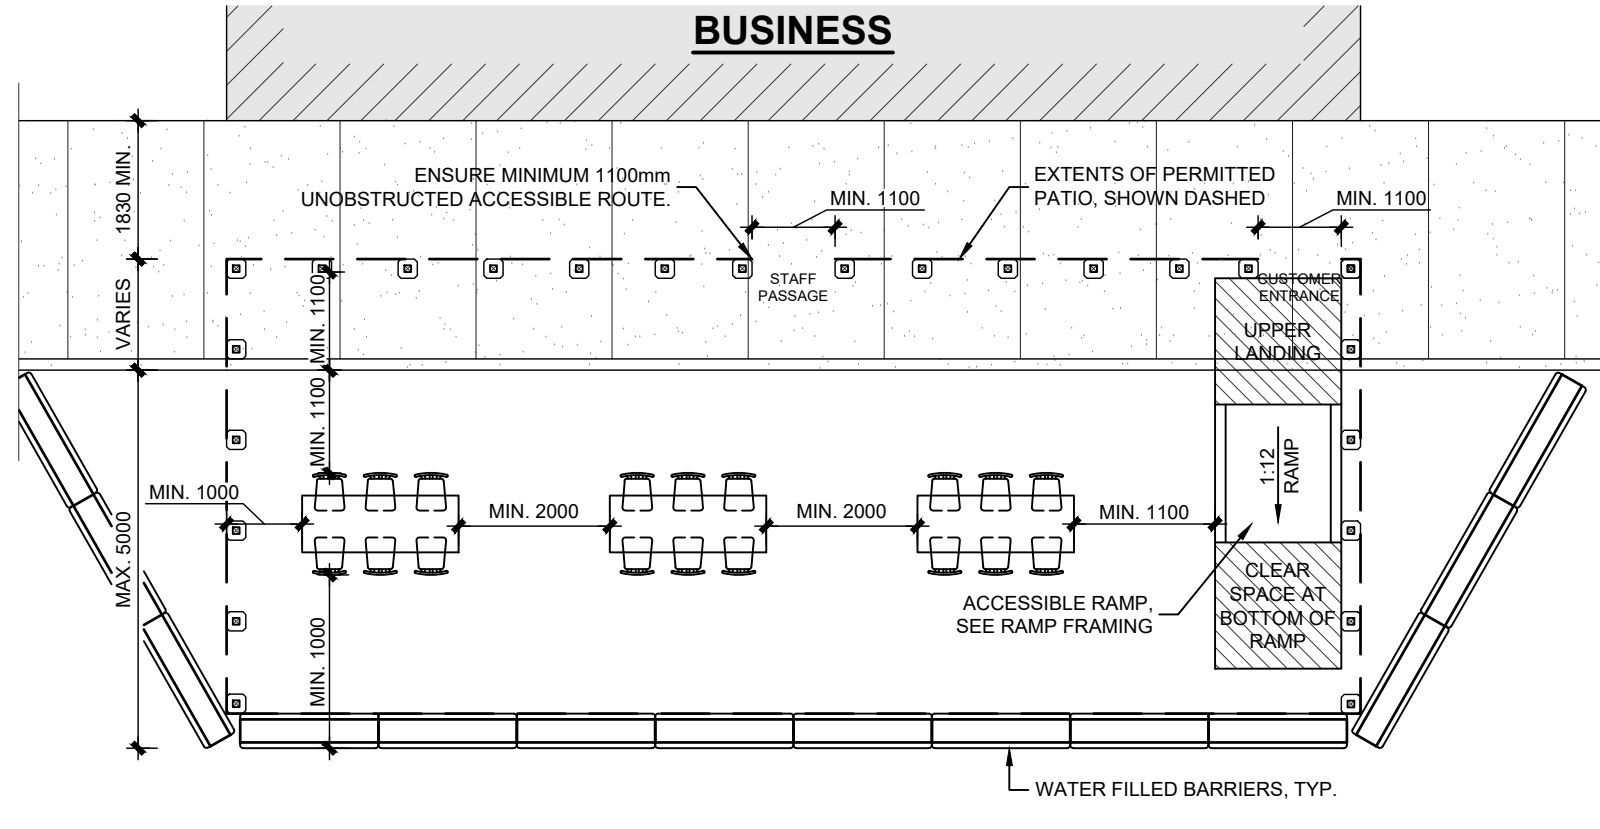 BUSINESS
1830 MIN.
ENSURE MINIMUM 1100mm
UNOBSTRUCTED ACCESSIBLE ROUTE.
MIN. 1100
EXTENTS OF PERMITTED
PATIO, SHOWN DASHED
MIN. 1100
VARIES
MIN. 1100
STAFF
PASSAGE
CUSTOMER
ENTRANCE
UPPER
LANDING
MIN. 1100
1:12
RAMP
MIN. 1000
MIN. 2000
MIN. 2000
MIN. 1100
MAX. 5000
CLEAR
SPACE AT
BOTTOM OF
RAMP
ACCESSIBLE RAMP,
SEE RAMP FRAMING
MIN. 1000
WATER FILLED BARRIERS, TYP.